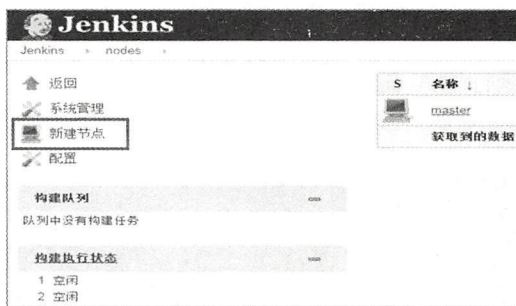 Jenkins
Jenkins › nodes ›
返回
系统管理
新建节点
配置
构建队列
队列中没有构建任务
构建执行状态
1 空闲
2 空闲
S 名称 ↓
master
获取到的数据